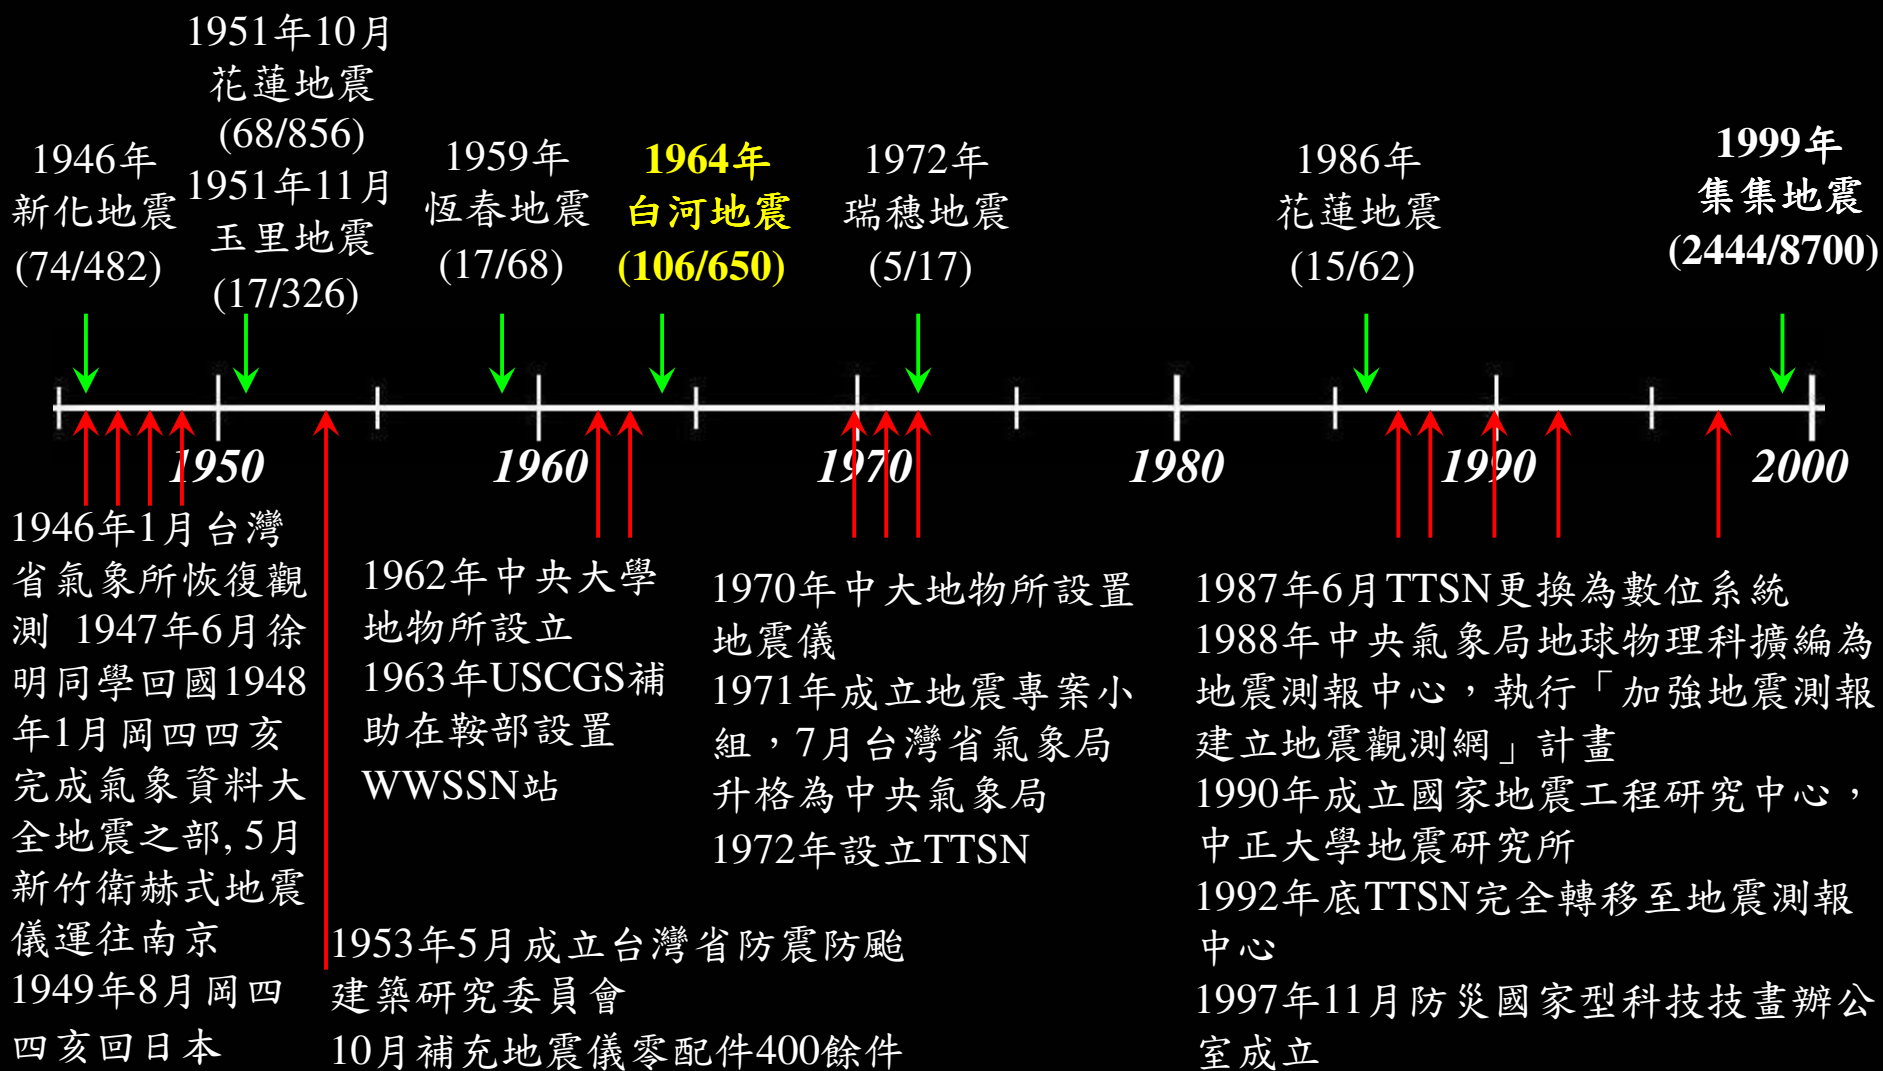 1951年10月
花蓮地震
(68/856)
1951年11月
玉里地震
(17/326)
1946年
新化地震
(74/482)
1959年
恆春地震
(17/68)
1964年
白河地震
(106/650)
1972年
瑞穗地震
(5/17)
1986年
花蓮地震
(15/62)
1999年
集集地震
(2444/8700)
1950
1960
1970
1980
1990
2000
1946年1月台灣
省氣象所恢復觀
測 1947年6月徐
明同學回國1948
年1月岡四四亥
完成氣象資料大
全地震之部, 5月
新竹衛赫式地震
儀運往南京
1949年8月岡四
四亥回日本
1953年5月成立台灣省防震防颱
建築研究委員會
10月補充地震儀零配件400餘件
1962年中央大學
地物所設立
1963年USCGS補
助在鞍部設置
WWSSN站
1970年中大地物所設置
地震儀
1971年成立地震專案小
組，7月台灣省氣象局
升格為中央氣象局
1972年設立TTSN
1987年6月TTSN更換為數位系統
1988年中央氣象局地球物理科擴編為
地震測報中心，執行「加強地震測報
建立地震觀測網」計畫
1990年成立國家地震工程研究中心，
中正大學地震研究所
1992年底TTSN完全轉移至地震測報
中心
1997年11月防災國家型科技技畫辦公
室成立